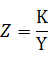 Z = K/Y